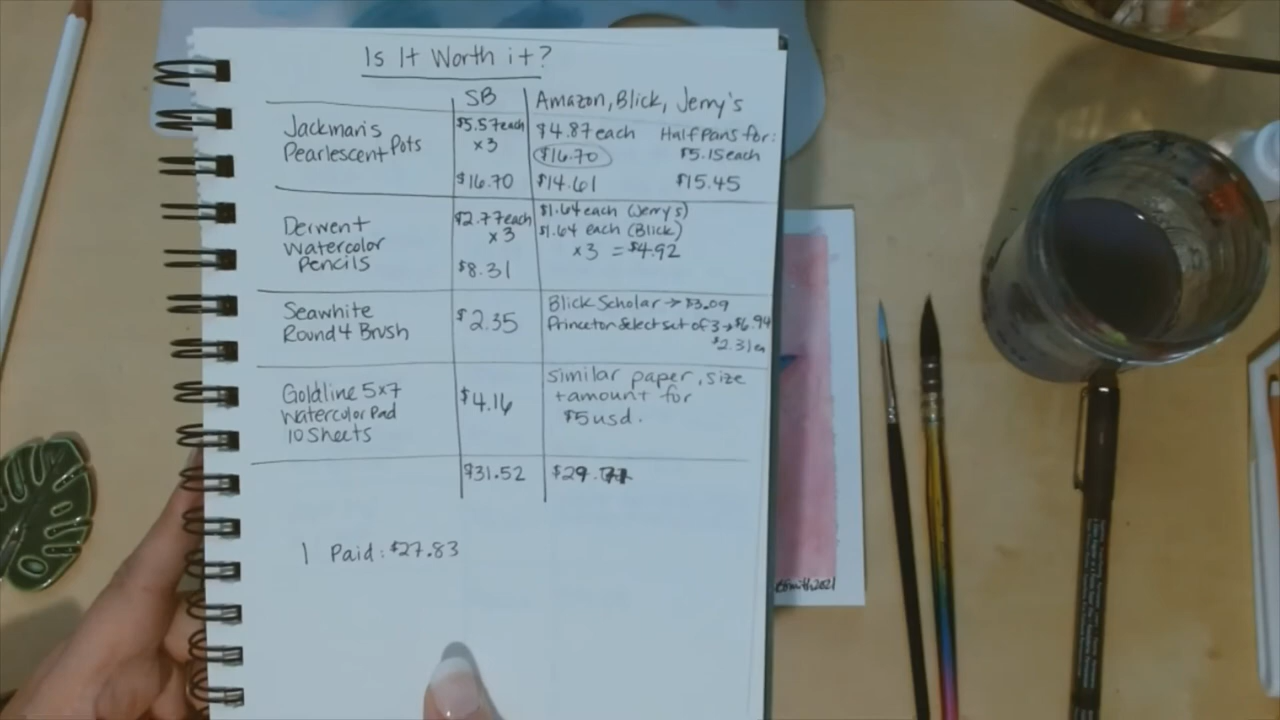 Is It Worth it?
SB
Amazon, Blick, Jerry's
Jackman's
Pearlescent Pots
$5.57each
x3
$16.70
$4.87 each
$16.70
$14.61
Half Pans for:
$5.15 each
$15.45
Derwent
Watercolor
Pencils
$2.77each
x3
$8.31
$1.64 each (Jerry's)
$1.64 each (Blick)
x3 = $4.92
Seawhite
Round 4 Brush
$2.35
Blick Scholar → $3.09
Princeton Select set of 3 → $6.94
$2.31 ea
Goldline 5x7
Watercolor Pad
10 Sheets
$4.16
Similar paper, size
+ amount for
$5 usd.
$31.52
I Paid: $27.83